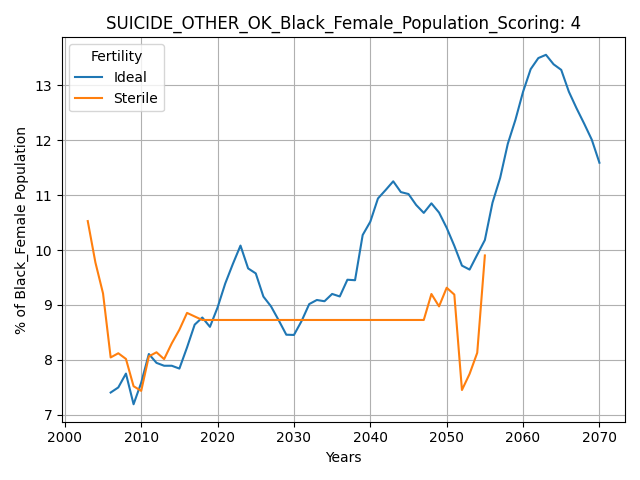 SUICIDE_OTHER_OK_Black_Female_Population_Scoring: 4
Fertility
Ideal
Sterile
% of Black_Female Population
13
12
11
10
9
8
7
2000 2010 2020 2030 2040 2050 2060 2070
Years